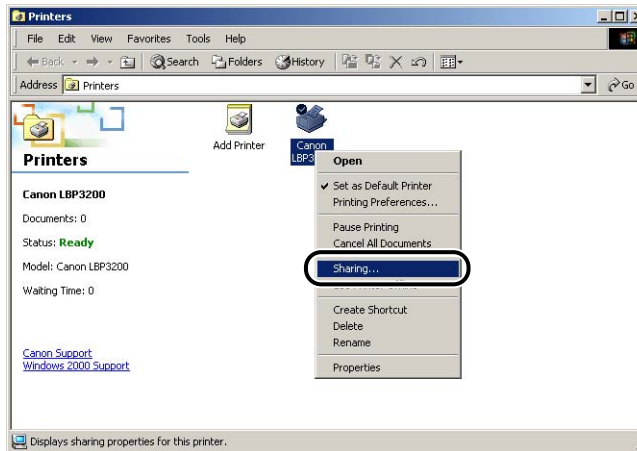 Printers
File Edit View Favorites Tools Help
Back Search Folders History
Address Printers Go
Add Printer
Canon
LBP3
Printers
Canon LBP3200
Documents: 0
Status: Ready
Model: Canon LBP3200
Waiting Time: 0
Canon Support
Windows 2000 Support
Open
Set as Default Printer
Printing Preferences...
Pause Printing
Cancel All Documents
Sharing...
Create Shortcut
Delete
Rename
Properties
Displays sharing properties for this printer.